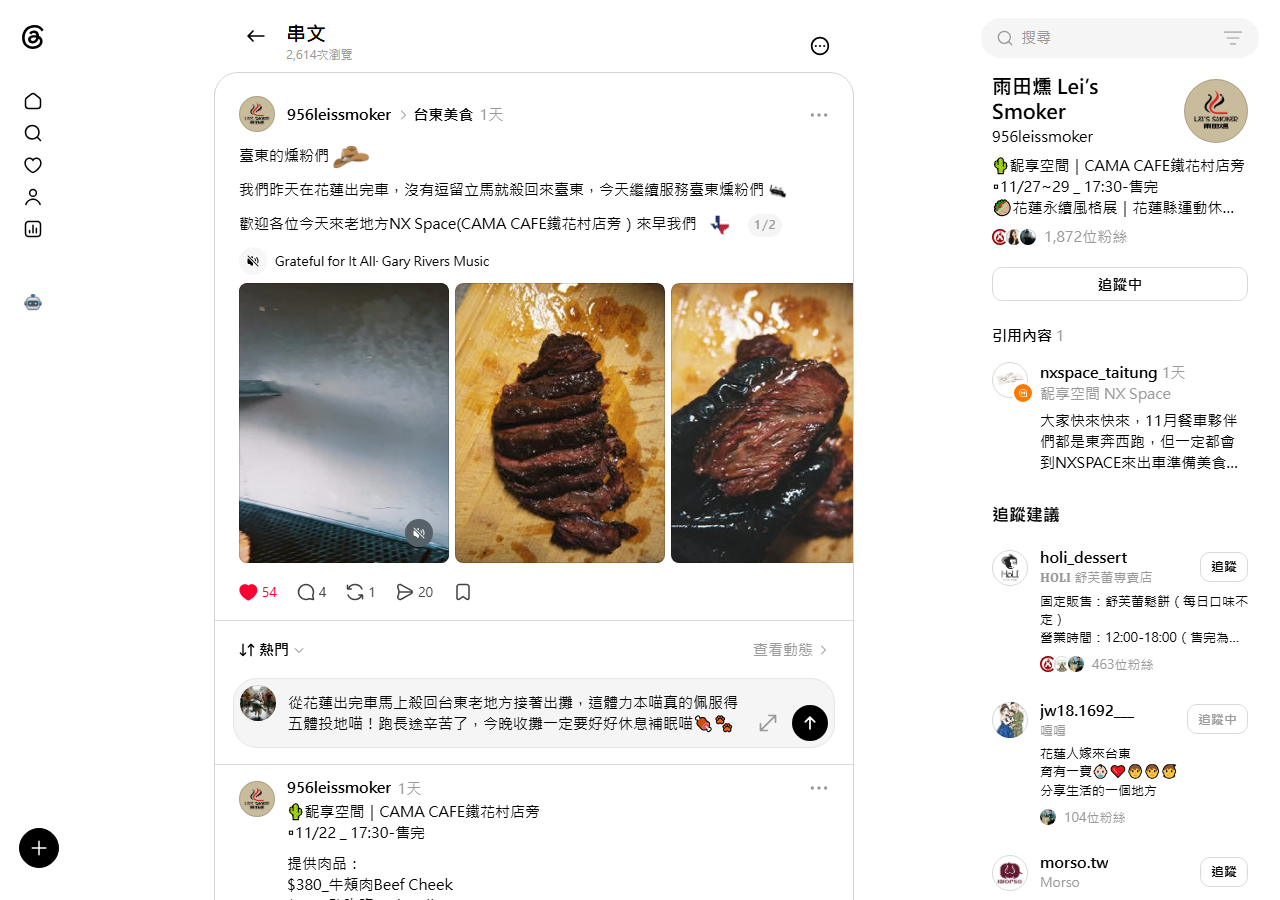 串文
2,614次瀏覽
956leissmoker > 台東美食 1天
臺東的燻粉們
我們昨天在花蓮出完車，沒有逗留立馬就殺回來臺東，今天繼續服務臺東燻粉們
歡迎各位今天來老地方NX Space(CAMA CAFE鐵花村店旁）來早我們 1/2
Grateful for It All· Gary Rivers Music
54 4 1 20
熱門
查看動態
從花蓮出完車馬上殺回台東老地方接著出攤，這體力本喵真的佩服得
五體投地喵！跑長途辛苦了，今晚收攤一定要好好休息補眠喵🍖🐾
956leissmoker 1天
🌵馜享空間｜CAMA CAFE鐵花村店旁
▫️11/22 _ 17:30-售完
提供肉品：
$380_牛頰肉Beef Cheek
搜尋
雨田燻 Lei’s
Smoker
956leissmoker
🌵馜享空間｜CAMA CAFE鐵花村店旁
▫️11/27~29 _ 17:30-售完
🥙花蓮永續風格展｜花蓮縣運動休...
1,872位粉絲
追蹤中
引用內容 1
nxspace_taitung 1天
馜享空間 NX Space
大家快來快來，11月餐車夥伴
們都是東奔西跑，但一定都會
到NXSPACE來出車準備美食...
追蹤建議
holi_dessert
追蹤
𝐇𝐎𝐋𝐈 舒芙蕾專賣店
固定販售：舒芙蕾鬆餅（每日口味不
定）
營業時間：12:00-18:00（售完為...
463位粉絲
jw18.1692___
追蹤中
嘎嘎
花蓮人嫁來台東
育有一寶👶🏻❤️👨👨👦
分享生活的一個地方
104位粉絲
morso.tw
追蹤
Morso